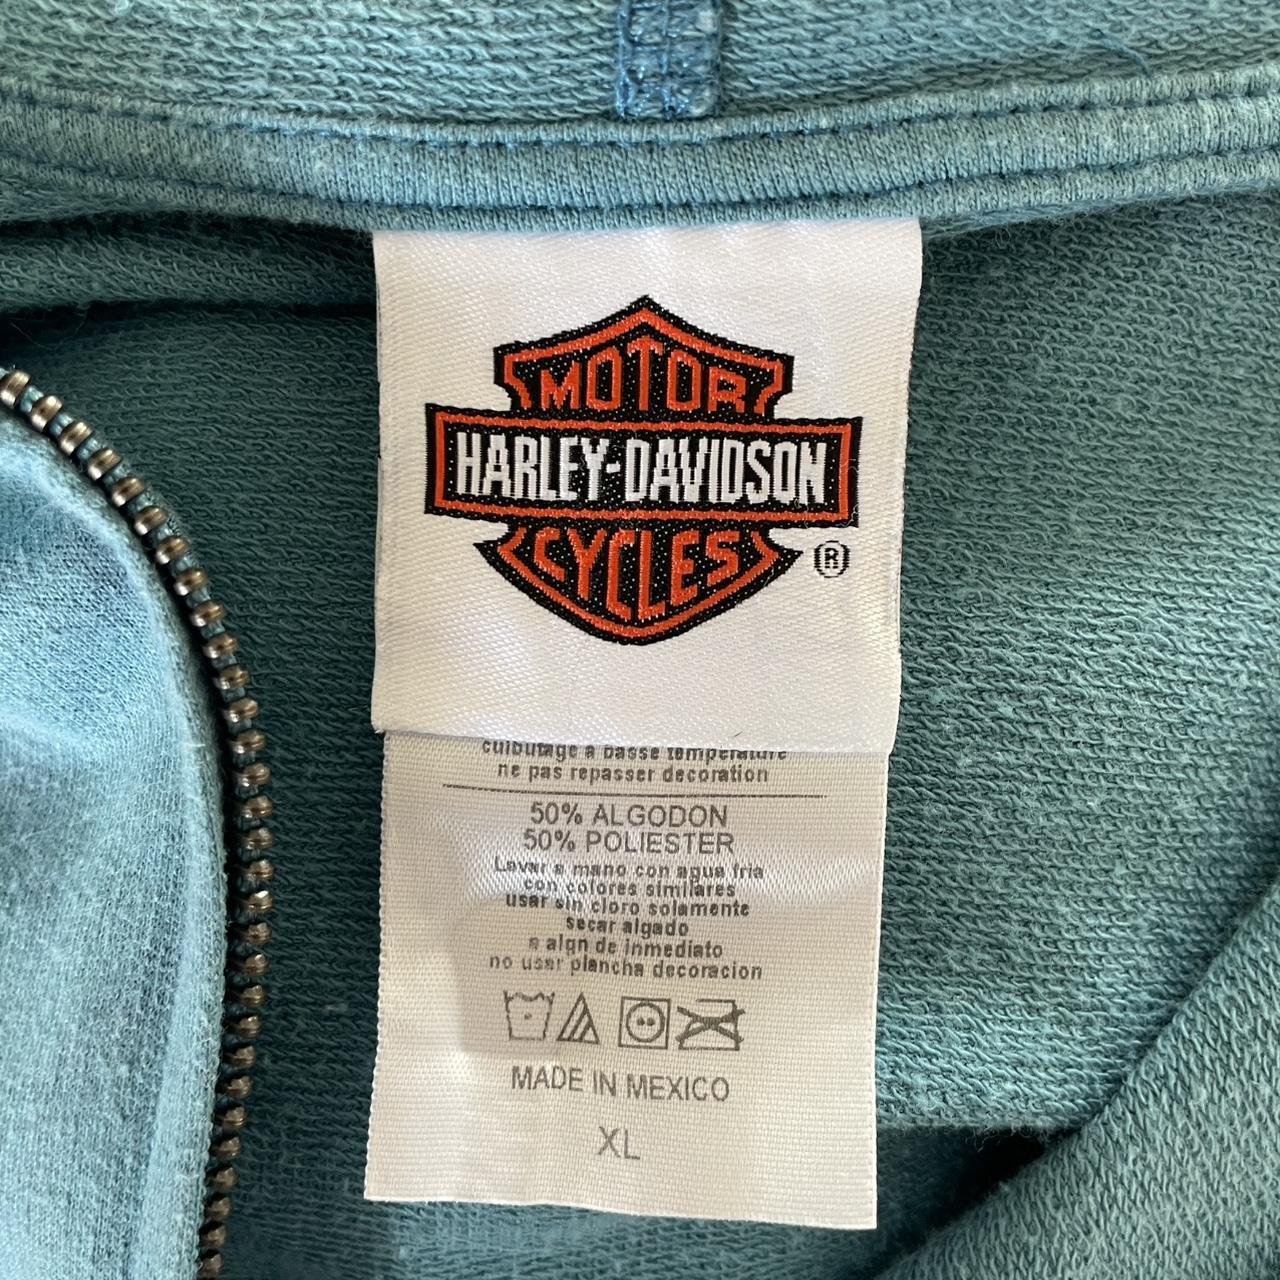 MOTOR
HARLEY-DAVIDSON
CYCLES
®
culbutage a basse temperature
ne pas repasser decoration
50% ALGODON
50% POLIESTER
Lavar a mano con agua fria
con colores similares
usar sin cloro solamente
secar algado
a alqn de inmediato
no usar plancha decoracion
MADE IN MEXICO
XL